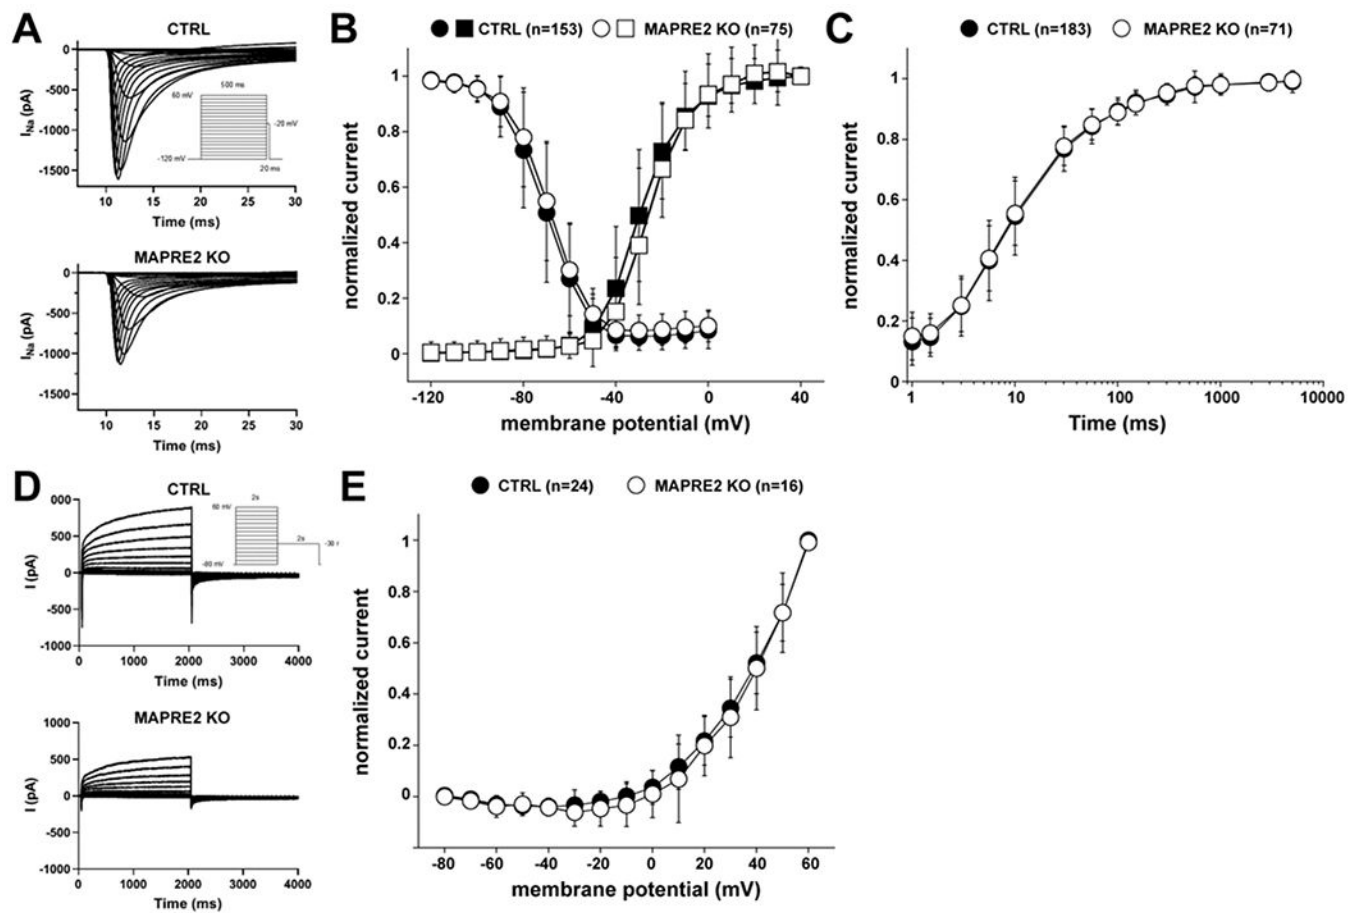 A
CTRL
I_Na (pA)
0
-500
-1000
-1500
500 ms
60 mV
-20 mV
-120 mV
20 ms
10 15 20 25 30
Time (ms)
MAPRE2 KO
I_Na (pA)
0
-500
-1000
-1500
10 15 20 25 30
Time (ms)
B
CTRL (n=153) MAPRE2 KO (n=75)
normalized current
1
0.8
0.6
0.4
0.2
0
-120 -80 -40 0 40
membrane potential (mV)
C
CTRL (n=183) MAPRE2 KO (n=71)
normalized current
1
0.8
0.6
0.4
0.2
0
1 10 100 1000 10000
Time (ms)
D
CTRL
I (pA)
000
500
0
-500
-1000
2s
60 mV
2s
-30 r
-80 mV
0 1000 2000 3000 4000
Time (ms)
MAPRE2 KO
I (pA)
1000
500
0
-500
-1000
0 1000 2000 3000 4000
Time (ms)
E
CTRL (n=24) MAPRE2 KO (n=16)
normalized current
1
0.8
0.6
0.4
0.2
0
-80 -60 -40 -20 0 20 40 60
membrane potential (mV)